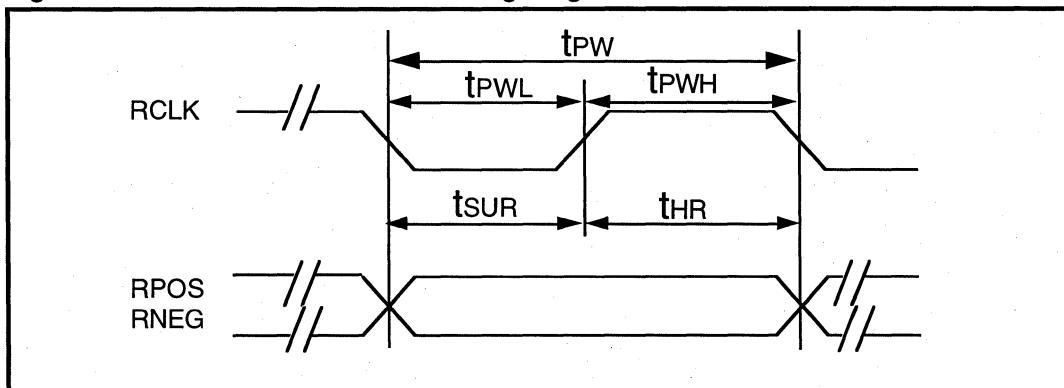 tPW
tPWL tPWH
RCLK
tSUR tHR
RPOS
RNEG